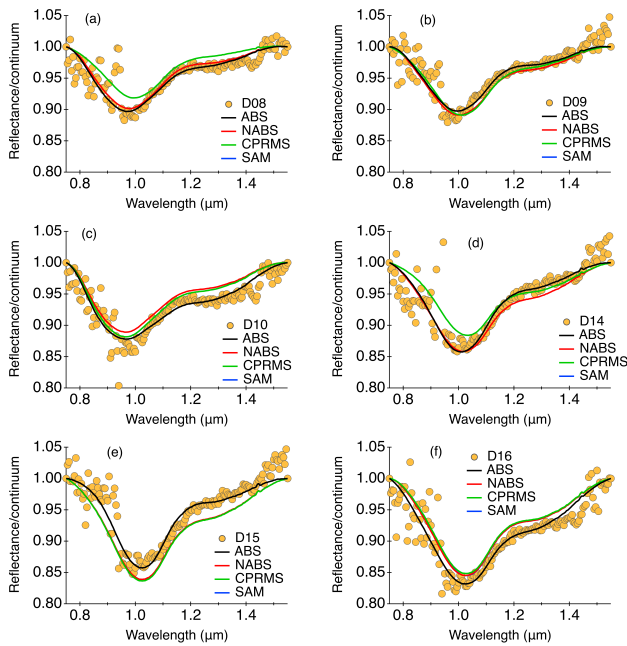 (a)
1.05
1.00
0.95
0.90
0.85
0.80
Reflectance/continuum
D08
ABS
NABS
CPRMS
SAM
0.8 1.0 1.2 1.4
Wavelength (μm)
(b)
1.05
1.00
0.95
0.90
0.85
0.80
Reflectance/continuum
D09
ABS
NABS
CPRMS
SAM
0.8 1.0 1.2 1.4
Wavelength (μm)
(c)
1.05
1.00
0.95
0.90
0.85
0.80
Reflectance/continuum
D10
ABS
NABS
CPRMS
SAM
0.8 1.0 1.2 1.4
Wavelength (μm)
(d)
1.05
1.00
0.95
0.90
0.85
0.80
Reflectance/continuum
D14
ABS
NABS
CPRMS
SAM
0.8 1.0 1.2 1.4
Wavelength (μm)
(e)
1.05
1.00
0.95
0.90
0.85
0.80
Reflectance/continuum
D15
ABS
NABS
CPRMS
SAM
0.8 1.0 1.2 1.4
Wavelength (μm)
(f)
1.05
1.00
0.95
0.90
0.85
0.80
Reflectance/continuum
D16
ABS
NABS
CPRMS
SAM
0.8 1.0 1.2 1.4
Wavelength (μm)